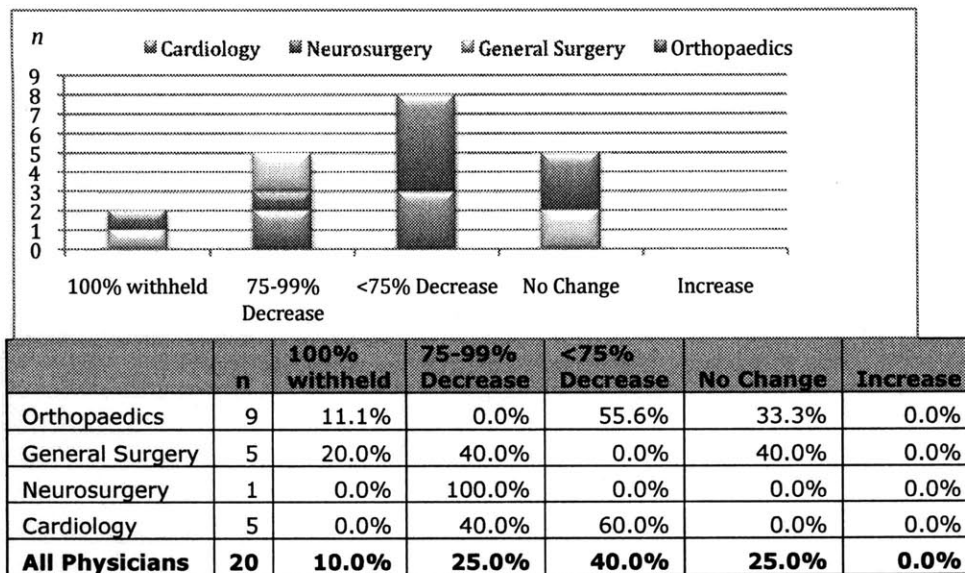 n
Cardiology Neurosurgery General Surgery Orthopaedics
9
8
7
6
5
4
3
2
1
0
100% withheld 75-99% Decrease <75% Decrease No Change Increase
n 100% withheld 75-99% Decrease <75% Decrease No Change Increase
Orthopaedics 9 11.1% 0.0% 55.6% 33.3% 0.0%
General Surgery 5 20.0% 40.0% 0.0% 40.0% 0.0%
Neurosurgery 1 0.0% 100.0% 0.0% 0.0% 0.0%
Cardiology 5 0.0% 40.0% 60.0% 0.0% 0.0%
All Physicians 20 10.0% 25.0% 40.0% 25.0% 0.0%